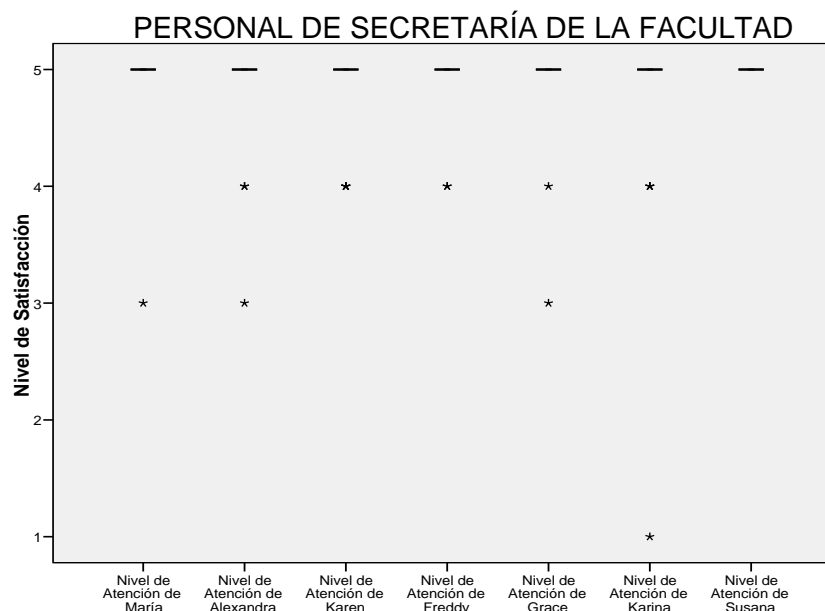 PERSONAL DE SECRETARÍA DE LA FACULTAD
Nivel de Satisfacción
5
4
3
2
1
Nivel de
Atención de
María
Nivel de
Atención de
Alexandra
Nivel de
Atención de
Karen
Nivel de
Atención de
Freddy
Nivel de
Atención de
Grace
Nivel de
Atención de
Karina
Nivel de
Atención de
Susana